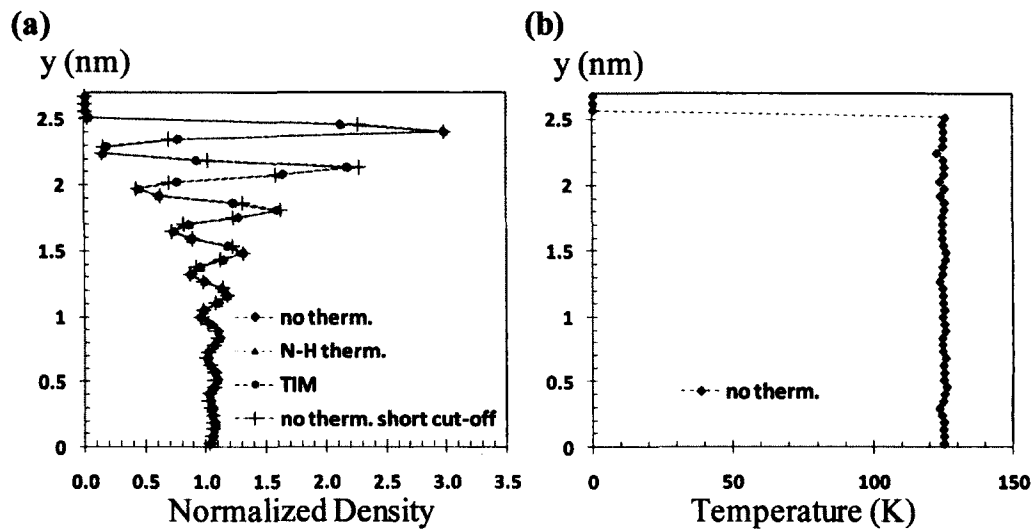 (a)
y (nm)
2.5
2
1.5
1
0.5
0
no therm.
N-H therm.
TIM
no therm. short cut-off
0.0 0.5 1.0 1.5 2.0 2.5 3.0 3.5
Normalized Density
(b)
y (nm)
2.5
2
1.5
1
0.5
0
no therm.
0 50 100 150
Temperature (K)